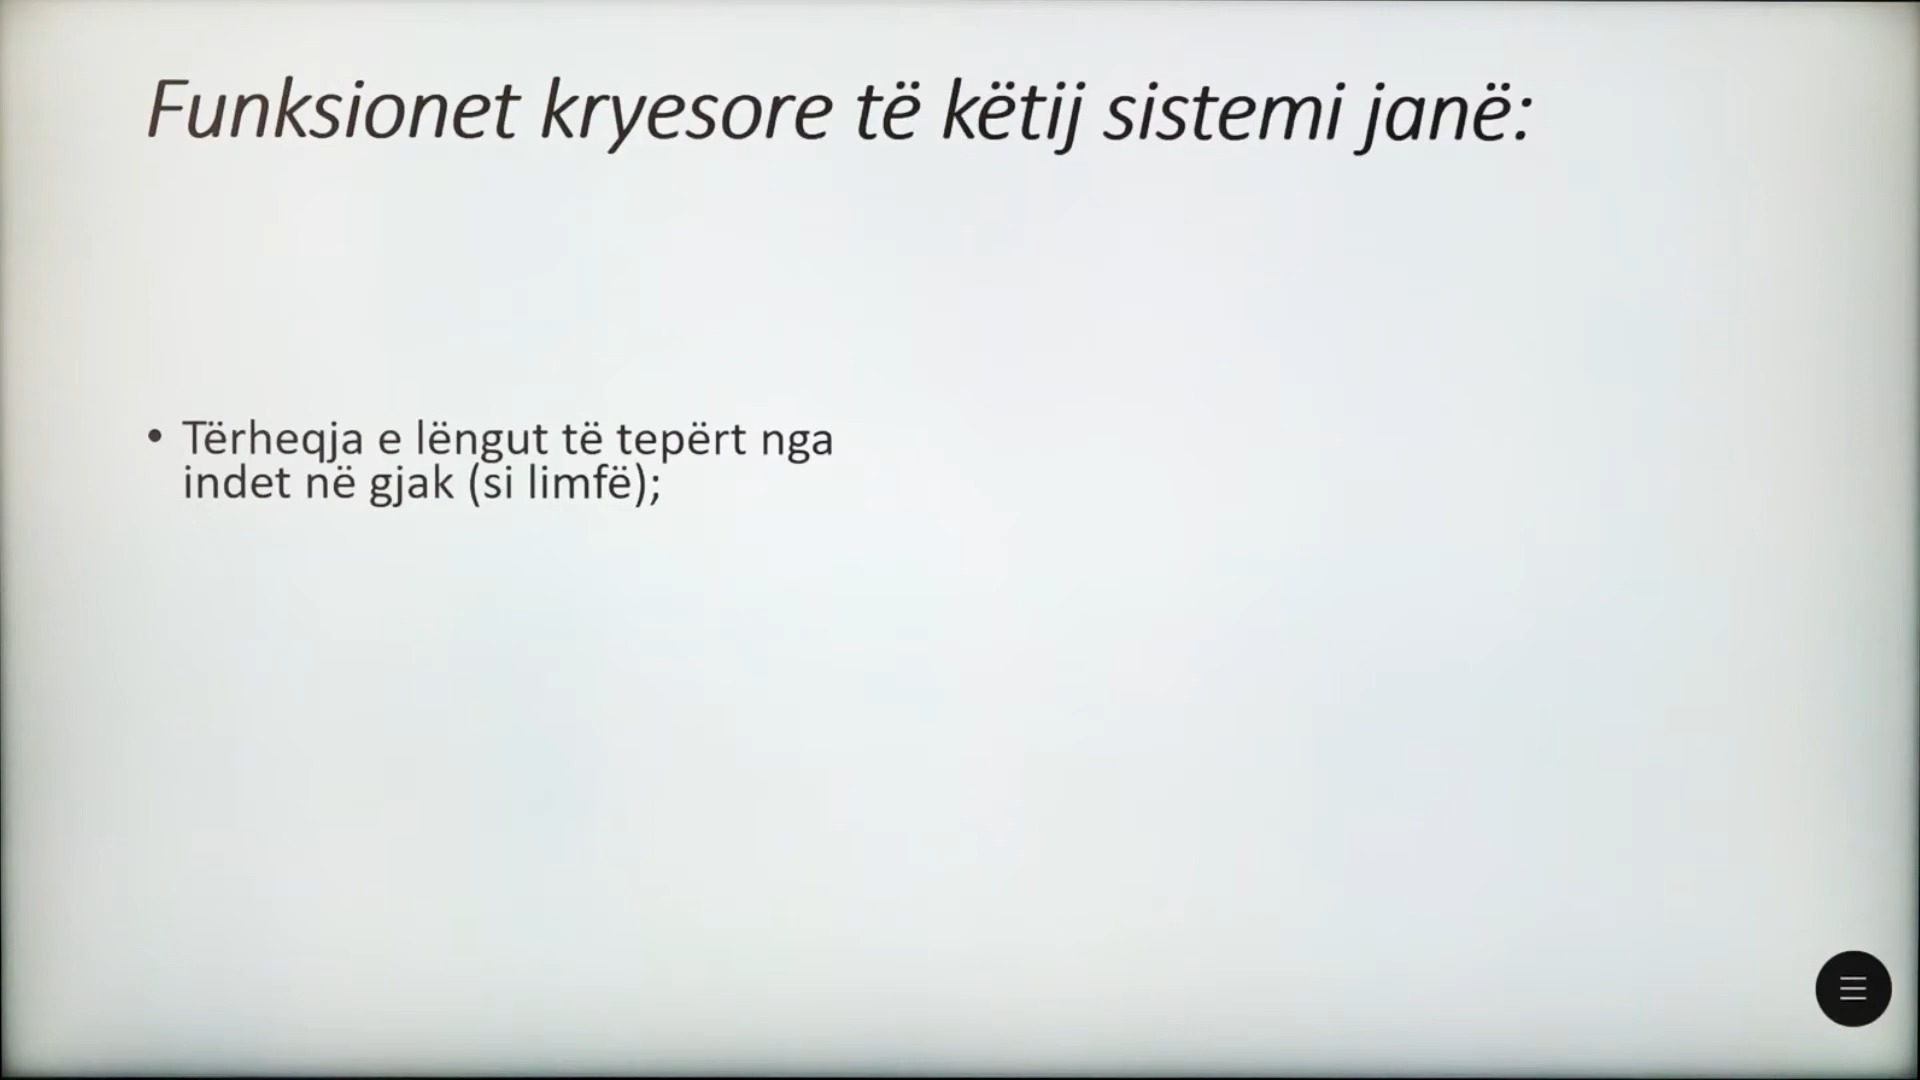 Funksionet kryesore të këtij sistemi janë:
• Tërheqja e lëngut të tepërt nga
indet në gjak (si limfë);